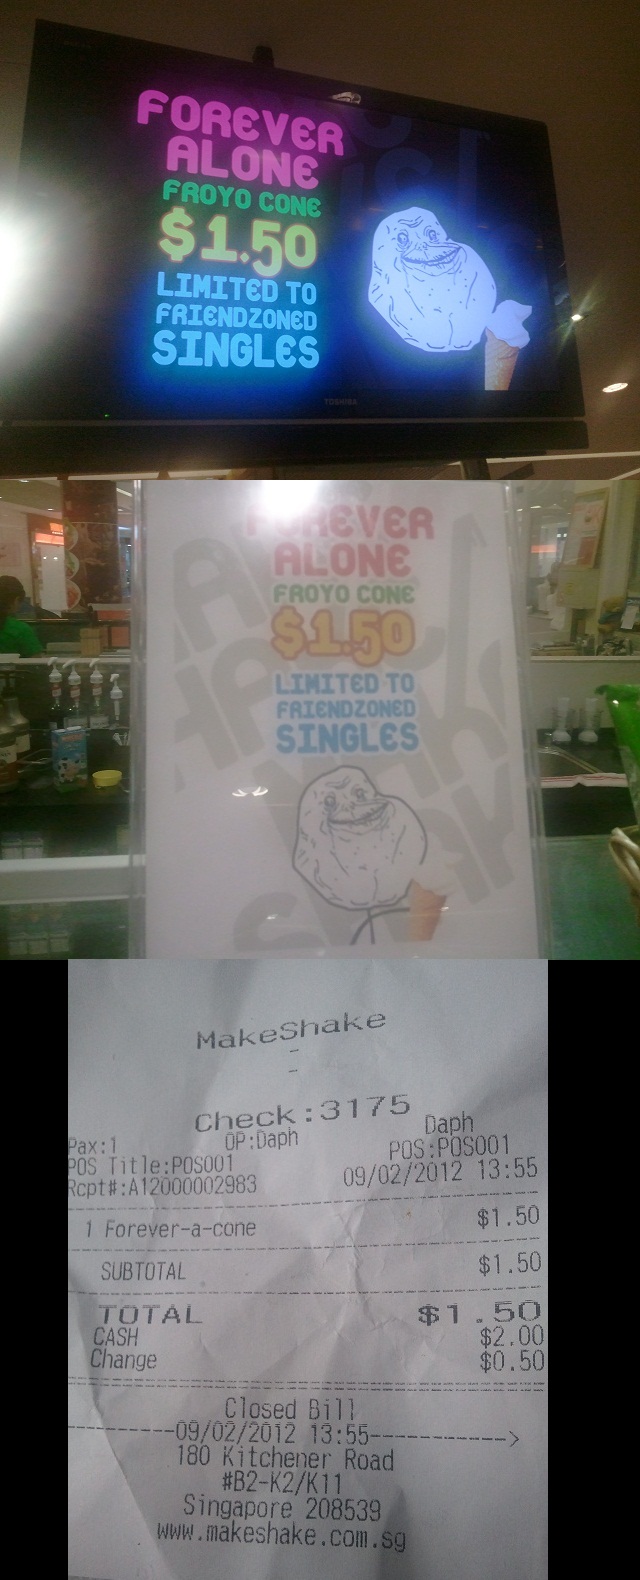 FOREVER
ALONE
FROYO CONE
$1.50
LIMITED TO
FRIENDZONED
SINGLES
TOSHIBA
FOREVER
ALONE
FROYO CONE
$1.50
LIMITED TO
FRIENDZONED
SINGLES
MakeShake
-
-
Check:3175
Daph
Pax:1 OP:Daph POS:POS001
POS Title:POS001
Rcpt#:A12000002983 09/02/2012 13:55
1 Forever-a-cone $1.50
SUBTOTAL $1.50
TOTAL $1.50
CASH $2.00
Change $0.50
Closed Bill
-----------09/02/2012 13:55-------------->
180 Kitchener Road
#B2-K2/K11
Singapore 208539
www.makeshake.com.sg